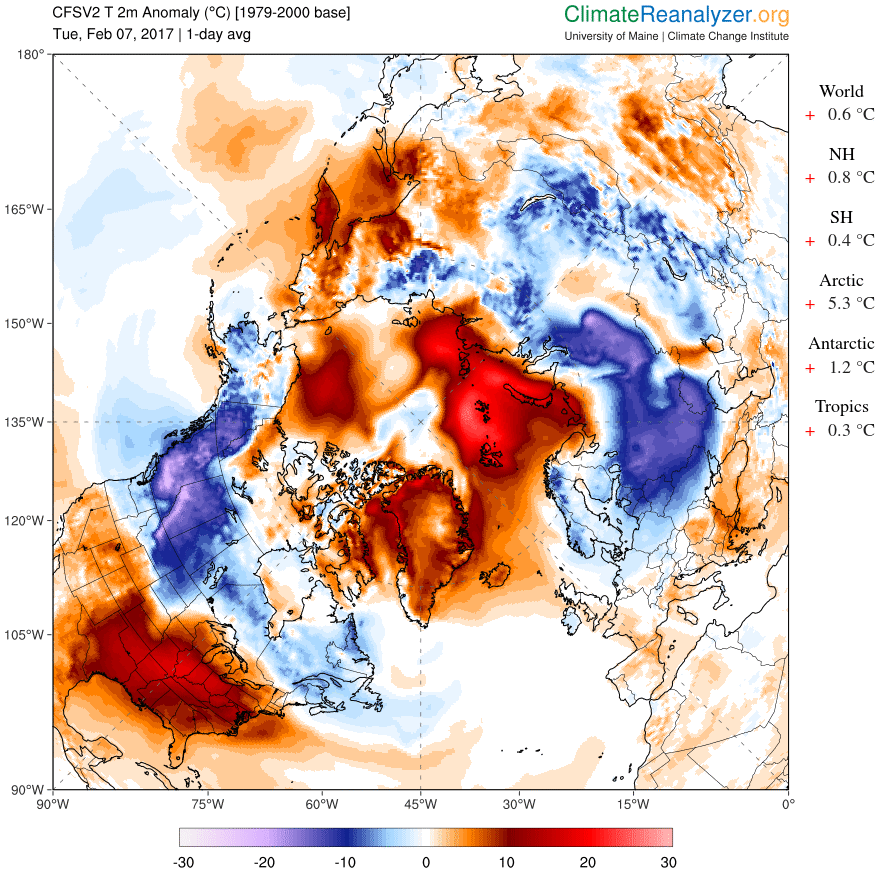 CFSV2 T 2m Anomaly (°C) [1979-2000 base]
Tue, Feb 07, 2017 | 1-day avg
ClimateReanalyzer.org
University of Maine | Climate Change Institute
180°
165°W
150°W
135°W
120°W
105°W
90°W
90°W
75°W
60°W
45°W
30°W
15°W
0°
World
+ 0.6 °C
NH
+ 0.8 °C
SH
+ 0.4 °C
Arctic
+ 5.3 °C
Antarctic
+ 1.2 °C
Tropics
+ 0.3 °C
-30
-20
-10
0
10
20
30